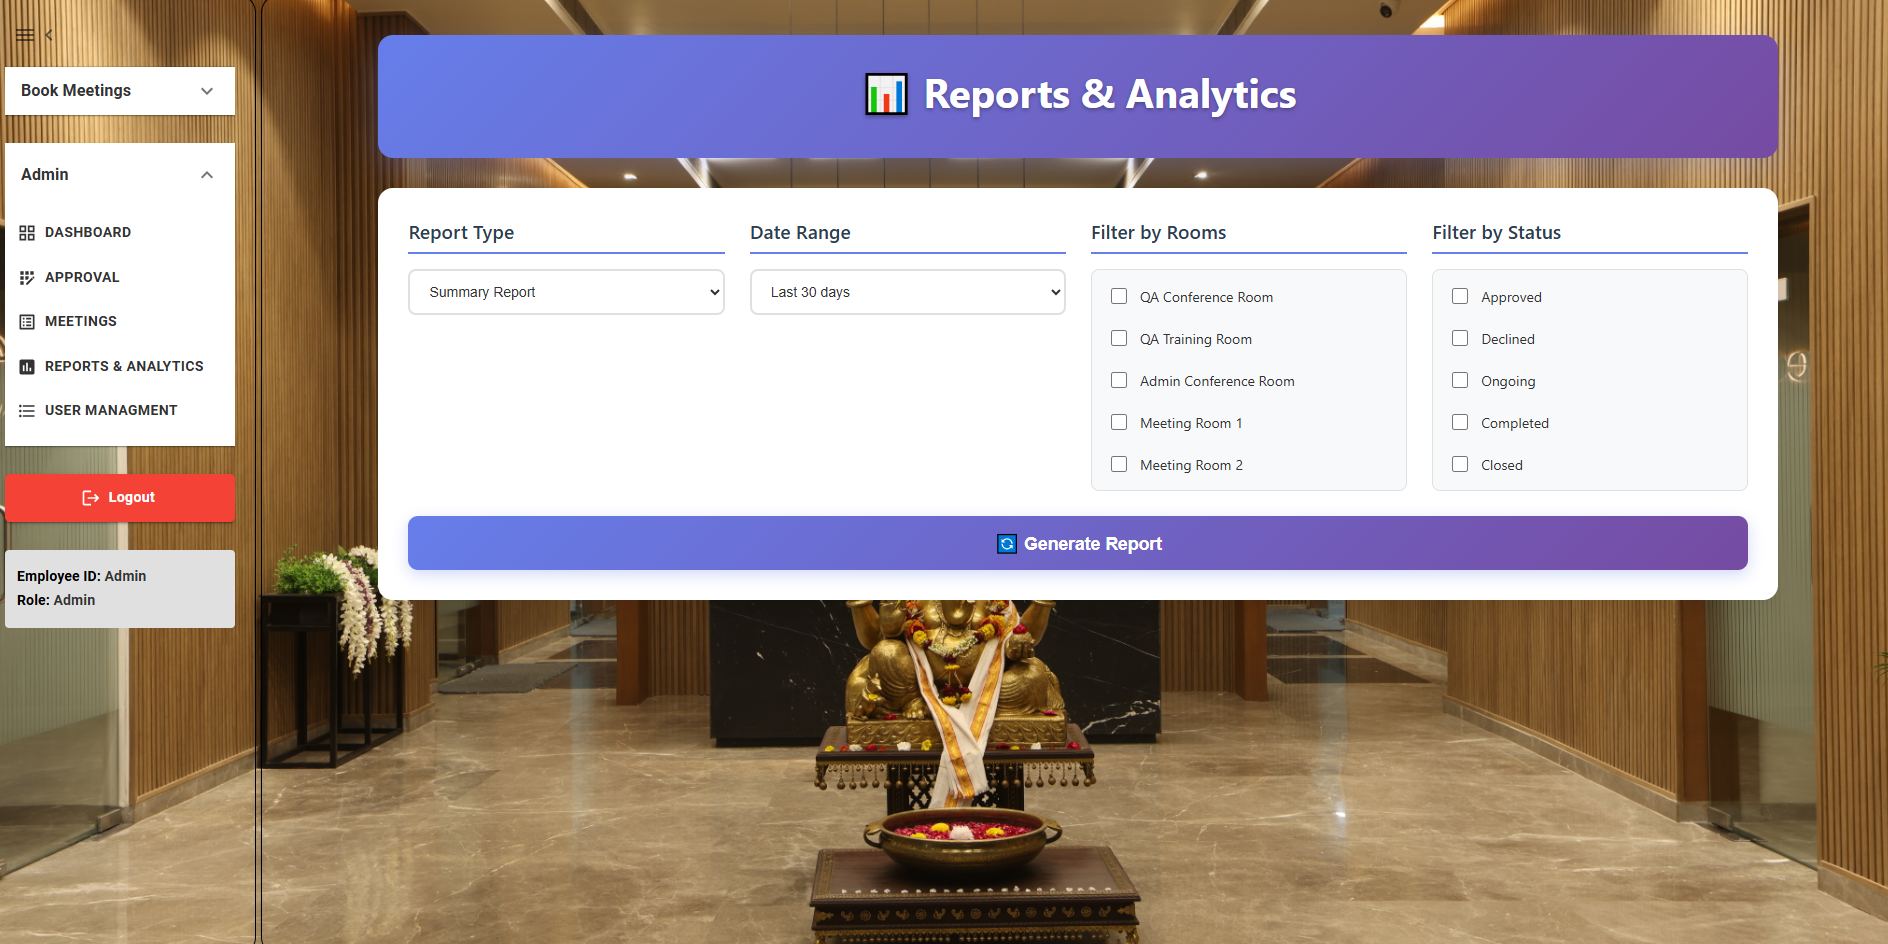 Book Meetings
Admin
DASHBOARD
APPROVAL
MEETINGS
REPORTS & ANALYTICS
USER MANAGMENT
Logout
Employee ID: Admin
Role: Admin
Reports & Analytics
Report Type
Summary Report
Date Range
Last 30 days
Filter by Rooms
QA Conference Room
QA Training Room
Admin Conference Room
Meeting Room 1
Meeting Room 2
Filter by Status
Approved
Declined
Ongoing
Completed
Closed
Generate Report